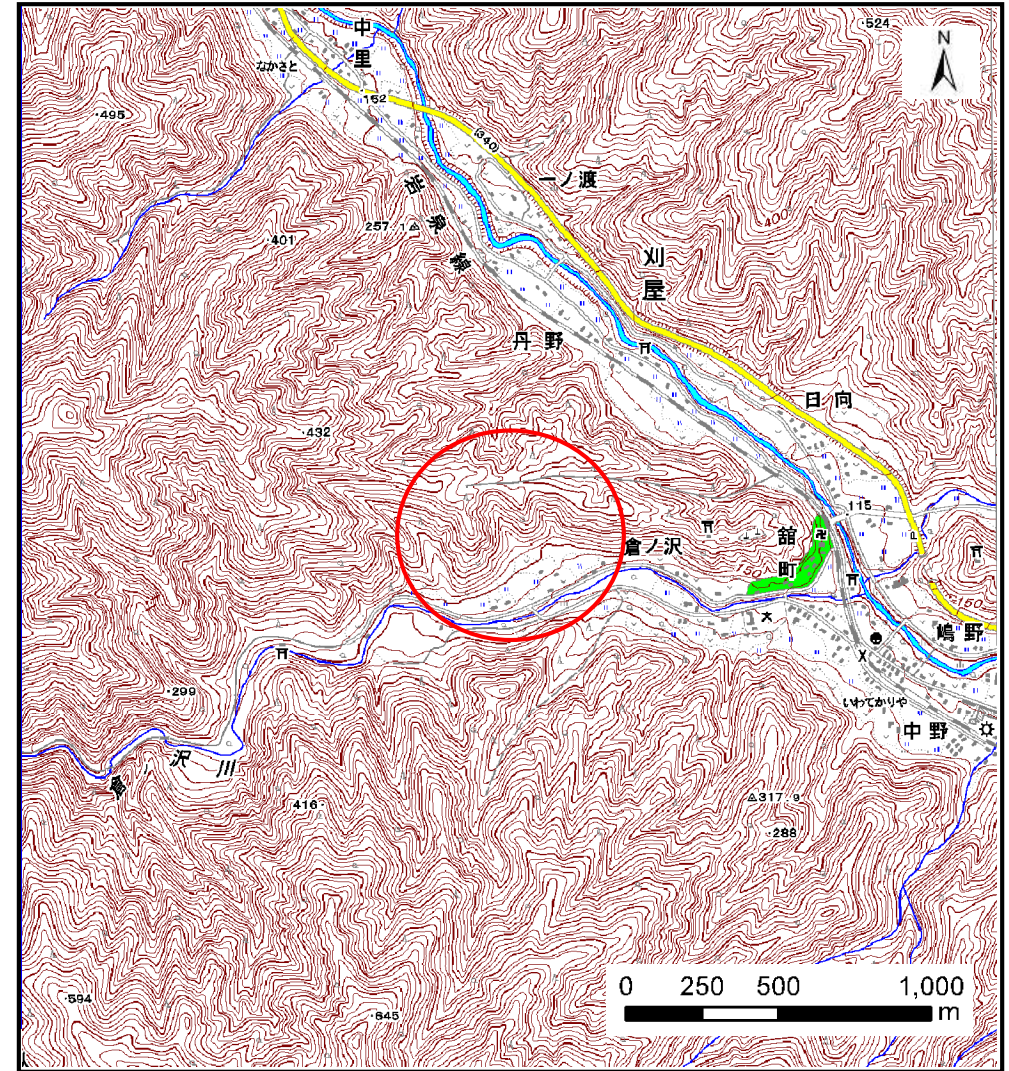 中里
・524
N
なかさと
152
・495
(340)
一ノ渡
岩泉線
400
257.1
・401
刈屋
丹野
日向
・432
115
倉ノ沢
舘町
150
嶋野
・299
いわてかりや
中野
沢川
416・
317.9
・288
0 250 500 1,000
m
・594
・645